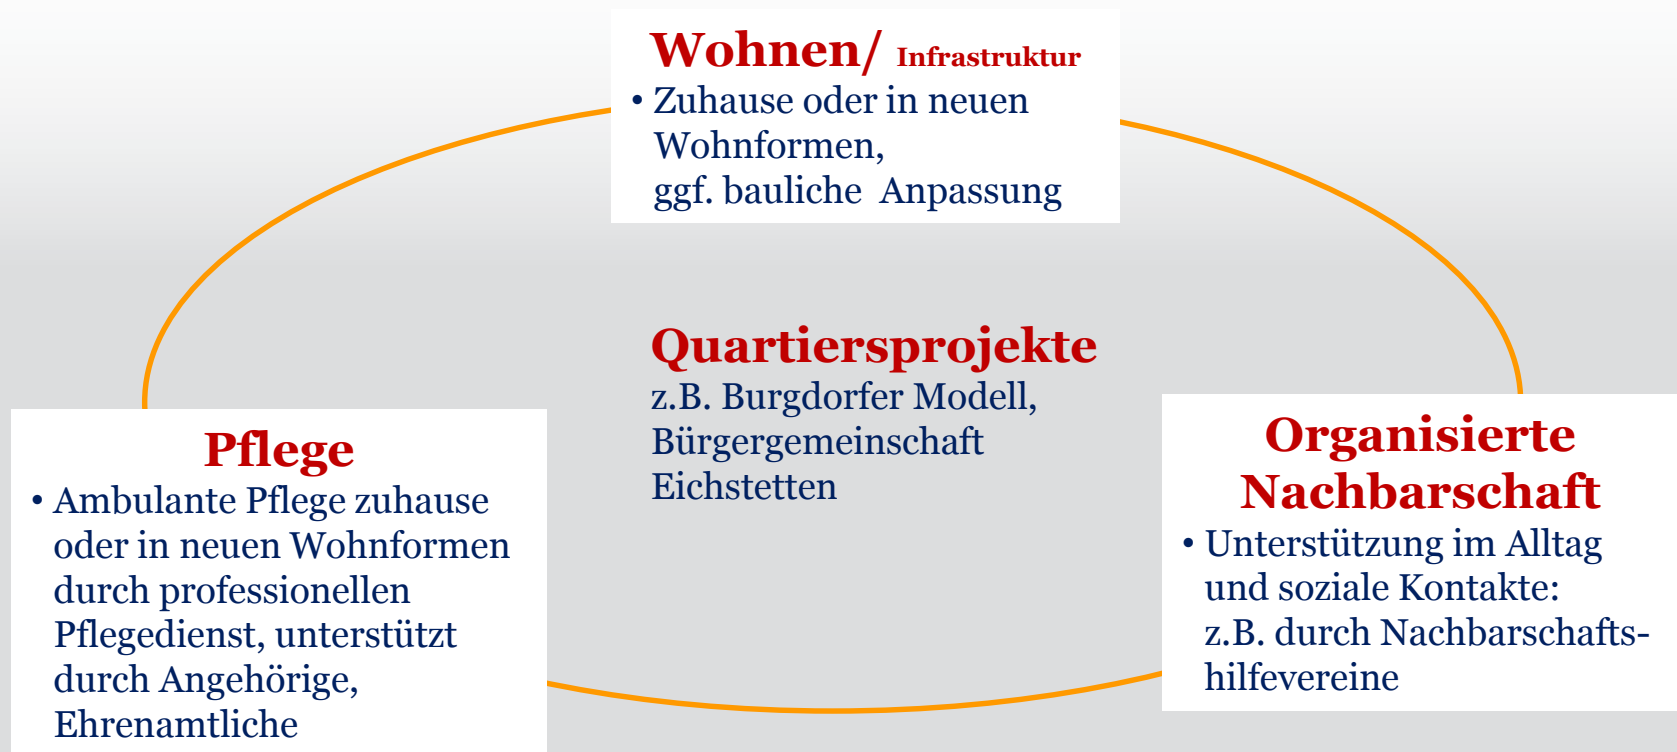 Wohnen/ Infrastruktur
• Zuhause oder in neuen
Wohnformen,
ggf. bauliche Anpassung
Quartiersprojekte
z.B. Burgdorfer Modell,
Bürgergemeinschaft
Eichstetten
Pflege
• Ambulante Pflege zuhause
oder in neuen Wohnformen
durch professionellen
Pflegedienst, unterstützt
durch Angehörige,
Ehrenamtliche
Organisierte
Nachbarschaft
• Unterstützung im Alltag
und soziale Kontakte:
z.B. durch Nachbarschafts-
hilfevereine